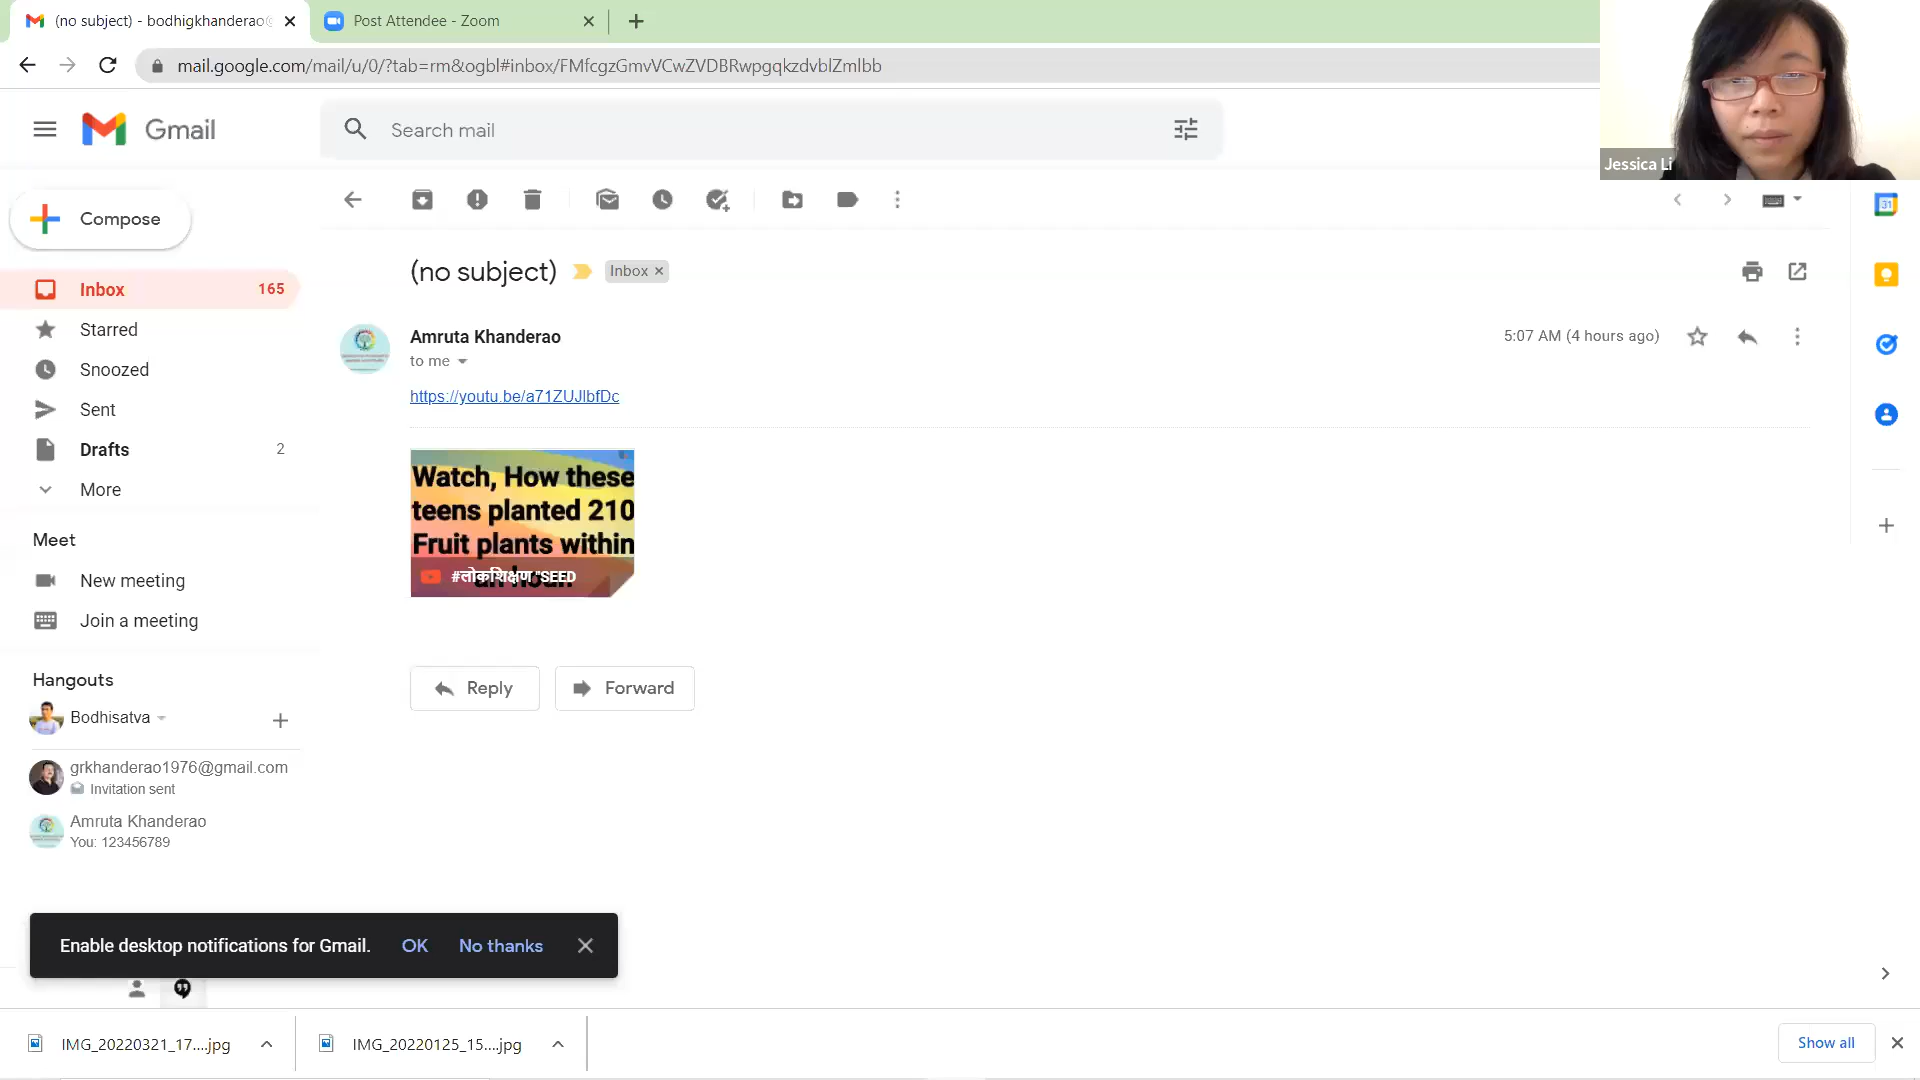 (no subject) - bodhigkhanderao@
Post Attendee - Zoom
mail.google.com/mail/u/0/?tab=rm&ogbl#inbox/FMfcgzGmvVCwZVDBRwpgqkzdvblZmlbb
Gmail
Search mail
Jessica Li
Compose
31
(no subject)
Inbox
Inbox 165
Starred
Snoozed
Sent
Drafts 2
More
Amruta Khanderao
5:07 AM (4 hours ago)
to me
https://youtu.be/a71ZUJlbfDc
Watch, How these
teens planted 210
Fruit plants within
an hour.
#लोकशिक्षण "SEED
Reply
Forward
Meet
New meeting
Join a meeting
Hangouts
Bodhisatva
grkhanderao1976@gmail.com
Invitation sent
Amruta Khanderao
You: 123456789
Enable desktop notifications for Gmail. OK No thanks
IMG_20220321_17....jpg
IMG_20220125_15....jpg
Show all